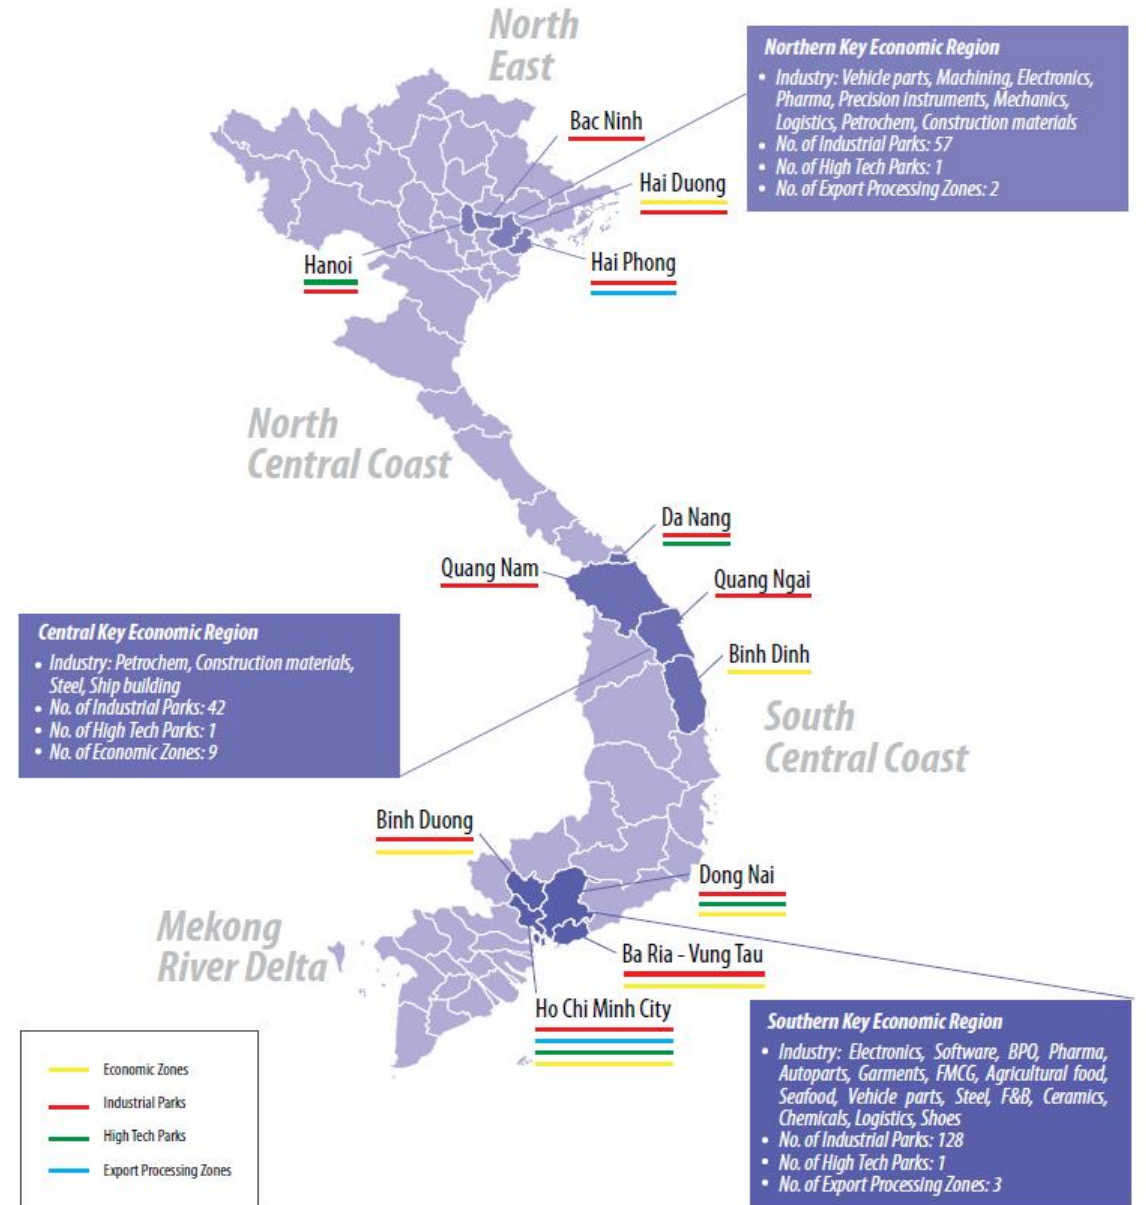 North
East
Northern Key Economic Region
• Industry: Vehicle parts, Machining, Electronics,
Pharma, Precision instruments, Mechanics,
Logistics, Petrochem, Construction materials
• No. of Industrial Parks: 57
• No. of High Tech Parks: 1
• No. of Export Processing Zones: 2
Bac Ninh
Hai Duong
Hanoi
Hai Phong
North
Central Coast
Da Nang
Quang Nam
Quang Ngai
Central Key Economic Region
• Industry: Petrochem, Construction materials,
Steel, Ship building
• No. of Industrial Parks: 42
• No. of High Tech Parks: 1
• No. of Economic Zones: 9
Binh Dinh
South
Central Coast
Binh Duong
Dong Nai
Mekong
River Delta
Ba Ria - Vung Tau
Ho Chi Minh City
Southern Key Economic Region
• Industry: Electronics, Software, BPO, Pharma,
Autoparts, Garments, FMCG, Agricultural food,
Seafood, Vehicle parts, Steel, F&B, Ceramics,
Chemicals, Logistics, Shoes
• No. of Industrial Parks: 128
• No. of High Tech Parks: 1
• No. of Export Processing Zones: 3
Economic Zones
Industrial Parks
High Tech Parks
Export Processing Zones